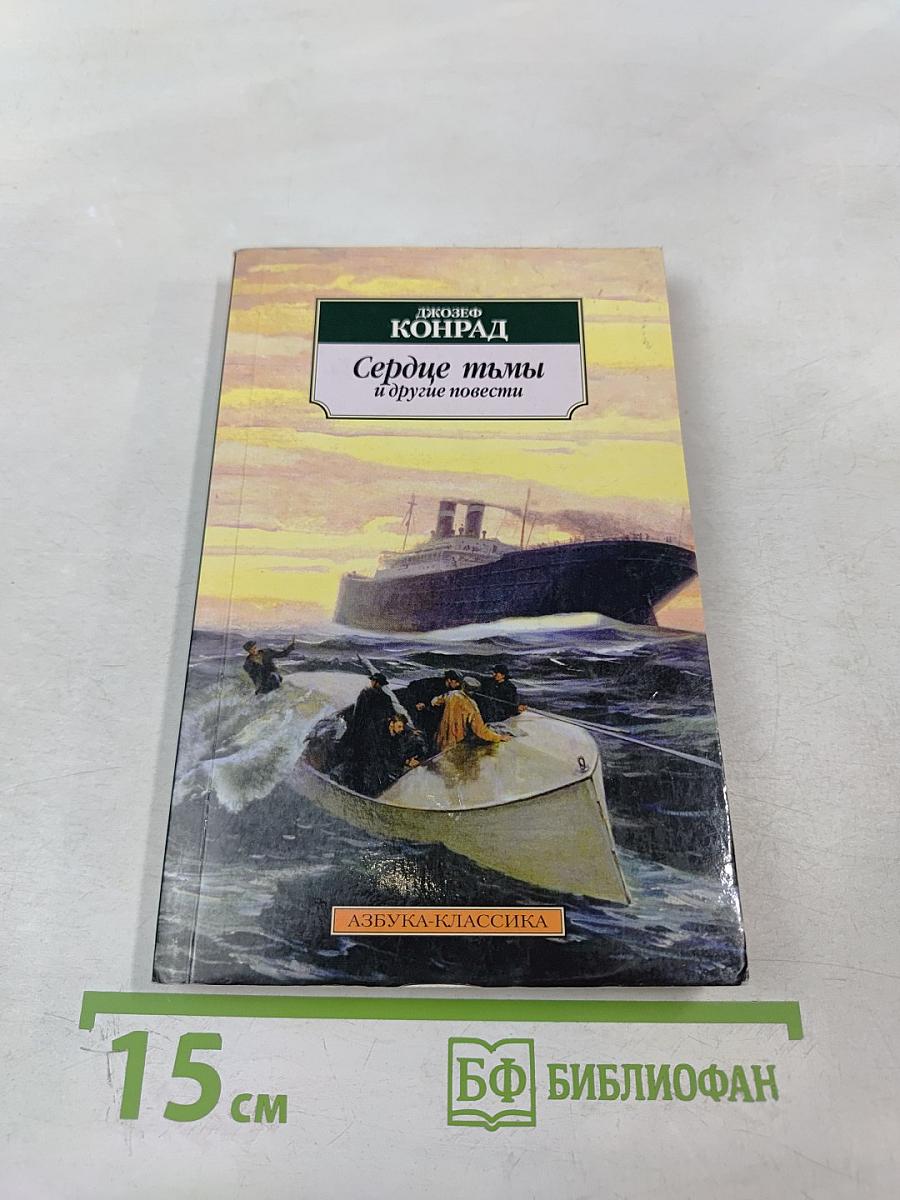 ДЖОЗЕФ
КОНРАД
Сердце тьмы
и другие повести
АЗБУКА-КЛАССИКА
15 см
БФ БИБЛИОФАН